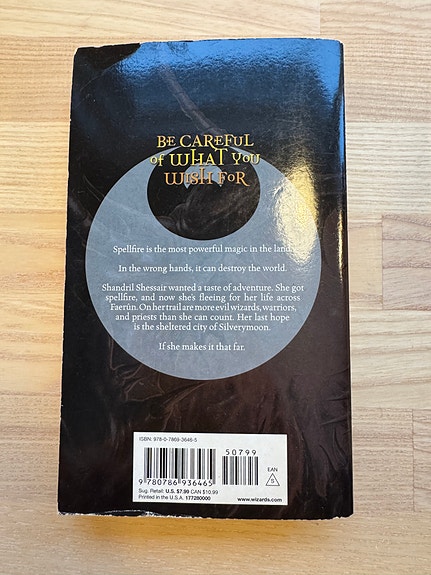 BE CAREFUL
OF WHAT YOU
WISH FOR
Spellfire is the most powerful magic in the land.
In the wrong hands, it can destroy the world.
Shandril Shessair wanted a taste of adventure. She got
spellfire, and now she's fleeing for her life across
Faerûn. On her trail are more evil wizards, warriors,
and priests than she can count. Her last hope
is the sheltered city of Silverymoon.
If she makes it that far.
ISBN: 978-0-7869-3646-5
50799
EAN
S
9 780786 936465
Sug. Retail: U.S. $7.99 CAN $10.99
Printed in the U.S.A. 177280000
www.wizards.com